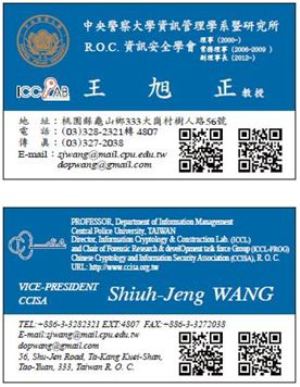 中央警察大學資訊管理學系暨研究所
R.O.C. 資訊安全學會
理事 (2000~)
常務理事 (2006~2009)
副理事長 (2012~)
ICCLAB
王 旭 正 教授
地 址：桃園縣龜山鄉333大崗村樹人路56號
電 話：(03)328-2321轉 4807
傳 真：(03)327-2038
E-mail：zjwang@mail.cpu.edu.tw
dopwang@gmail.com
PROFESSOR, Department of Information Management
Central Police University, TAIWAN
Director, Information Cryptology & Construction Lab. (ICCL)
and Chair of Forensic Research & development task force Group (ICCL-FROG)
Chinese Cryptology and Information Security Association (CCISA), R. O. C.
URL: http://www.ccisa.org.tw
VICE-PRESIDENT
CCISA
Shiuh-Jeng WANG
TEL:+886-3-3282321 EXT:4807 FAX:+886-3-3272038
E-mail:zjwang@mail.cpu.edu.tw
dopwang@gmail.com
56, Shu-Jen Road, Ta-Kang Kuei-Shan,
Tao-Yuan, 333, Taiwan R. O. C.